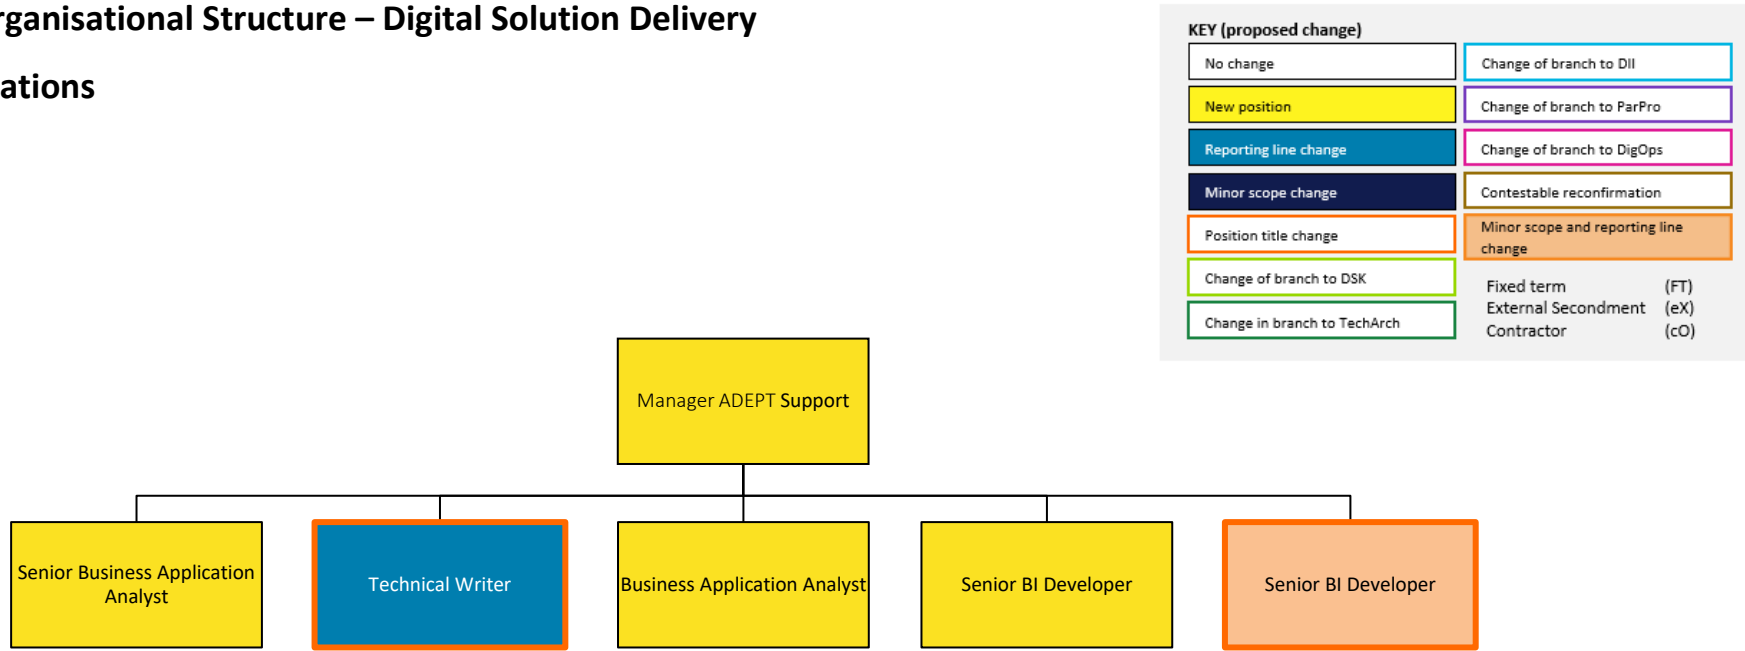 rganisational Structure – Digital Solution Delivery
ations
KEY (proposed change)
No change
New position
Reporting line change
Minor scope change
Position title change
Change of branch to DSK
Change in branch to TechArch
Change of branch to DII
Change of branch to ParPro
Change of branch to DigOps
Contestable reconfirmation
Minor scope and reporting line
change
Fixed term (FT)
External Secondment (eX)
Contractor (cO)
Manager ADEPT Support
Senior Business Application
Analyst
Technical Writer
Business Application Analyst
Senior BI Developer
Senior BI Developer